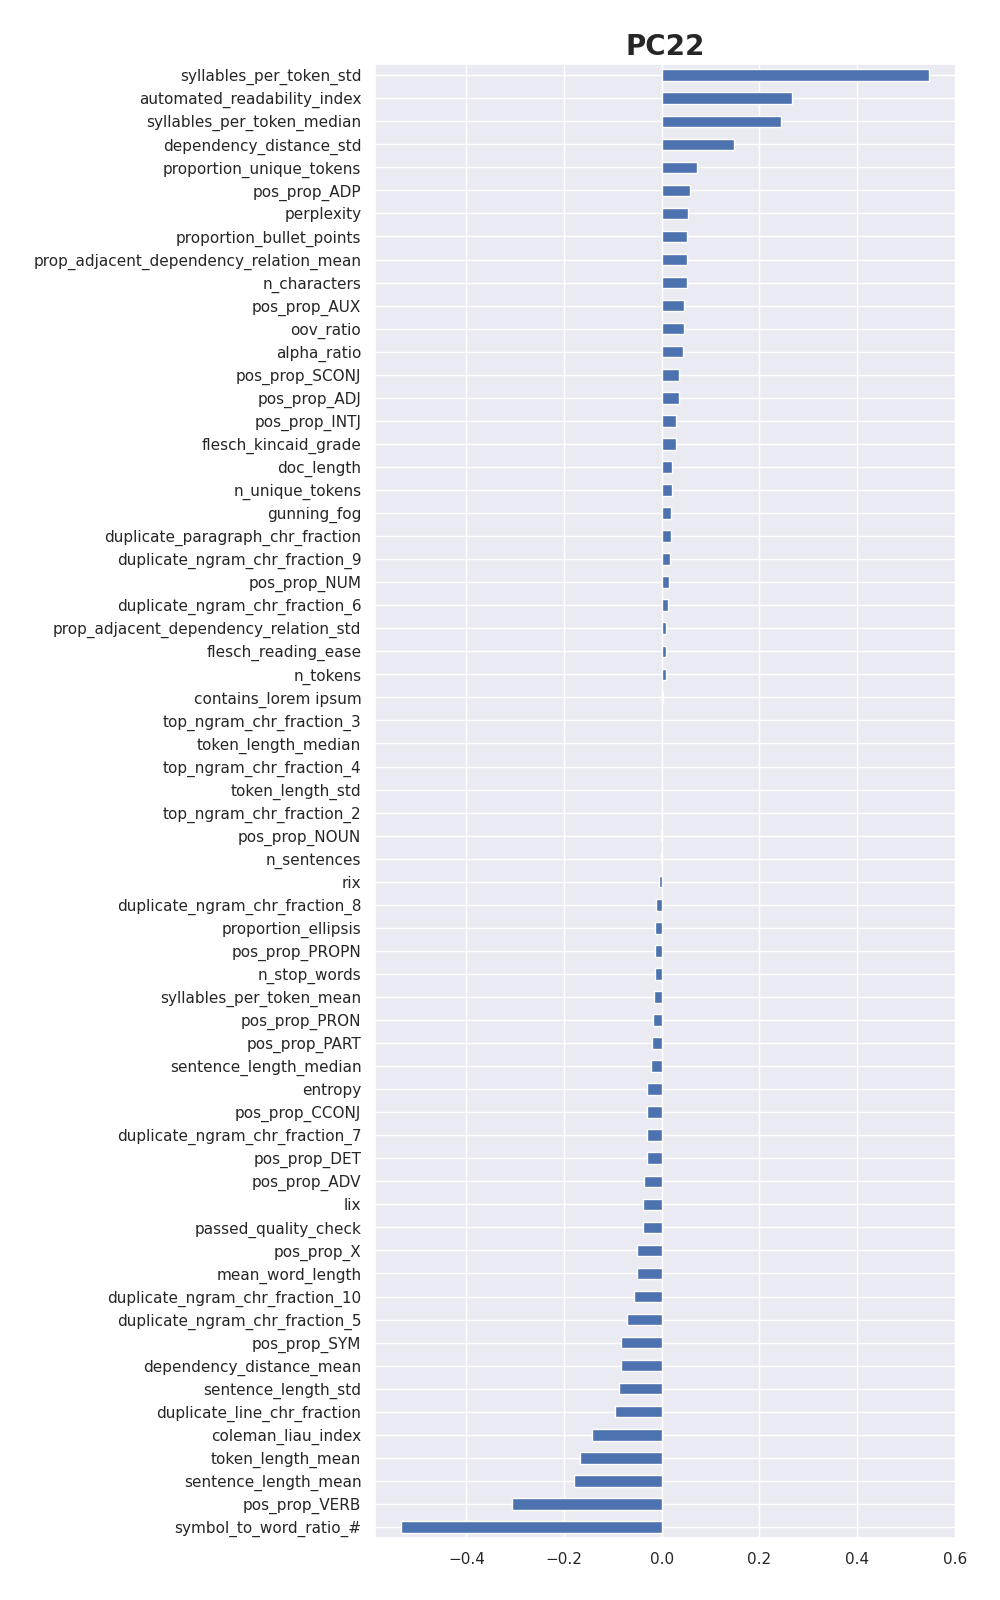 PC22
syllables_per_token_std
automated_readability_index
syllables_per_token_median
dependency_distance_std
proportion_unique_tokens
pos_prop_ADP
perplexity
proportion_bullet_points
prop_adjacent_dependency_relation_mean
n_characters
pos_prop_AUX
oov_ratio
alpha_ratio
pos_prop_SCONJ
pos_prop_ADJ
pos_prop_INTJ
flesch_kincaid_grade
doc_length
n_unique_tokens
gunning_fog
duplicate_paragraph_chr_fraction
duplicate_ngram_chr_fraction_9
pos_prop_NUM
duplicate_ngram_chr_fraction_6
prop_adjacent_dependency_relation_std
flesch_reading_ease
n_tokens
contains_lorem ipsum
top_ngram_chr_fraction_3
token_length_median
top_ngram_chr_fraction_4
token_length_std
top_ngram_chr_fraction_2
pos_prop_NOUN
n_sentences
rix
duplicate_ngram_chr_fraction_8
proportion_ellipsis
pos_prop_PROPN
n_stop_words
syllables_per_token_mean
pos_prop_PRON
pos_prop_PART
sentence_length_median
entropy
pos_prop_CCONJ
duplicate_ngram_chr_fraction_7
pos_prop_DET
pos_prop_ADV
lix
passed_quality_check
pos_prop_X
mean_word_length
duplicate_ngram_chr_fraction_10
duplicate_ngram_chr_fraction_5
pos_prop_SYM
dependency_distance_mean
sentence_length_std
duplicate_line_chr_fraction
coleman_liau_index
token_length_mean
sentence_length_mean
pos_prop_VERB
symbol_to_word_ratio_#
−0.4 −0.2 0.0 0.2 0.4 0.6